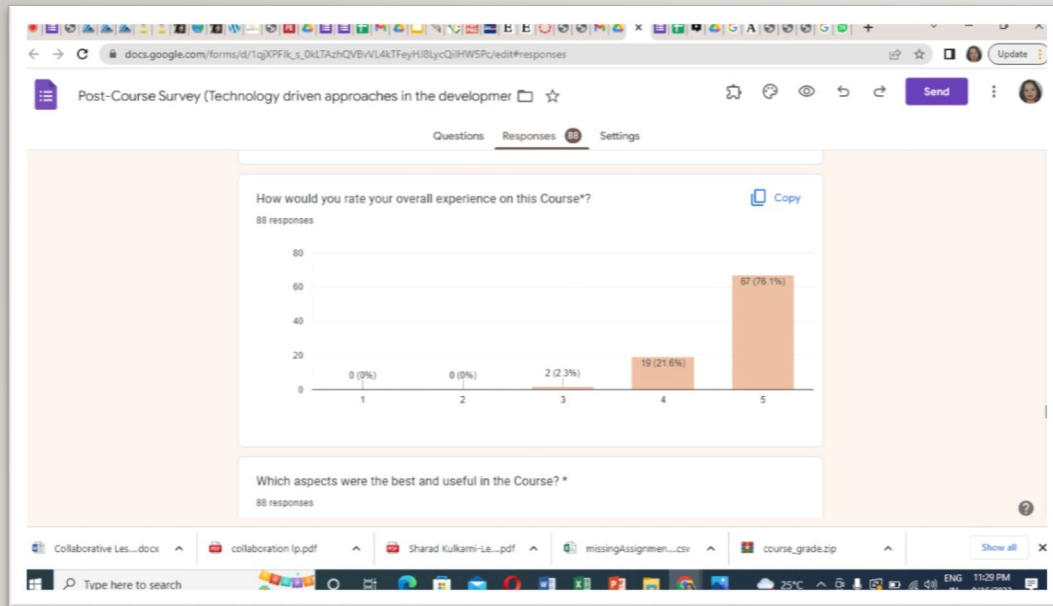 docs.google.com/forms/d/1qjXPFIk_s_0kLTAzhQVBvVL4kTFeyHJ8LycQilHW5Pc/edit#responses
Update
Post-Course Survey (Technology driven approaches in the developmer
Send
Questions Responses 88 Settings
How would you rate your overall experience on this Course*?
Copy
88 responses
80
60
40
20
0
0 (0%)
0 (0%)
2 (2.3%)
19 (21.6%)
67 (76.1%)
1 2 3 4 5
Which aspects were the best and useful in the Course? *
88 responses
Collaborative Les....docx
collaboration lp.pdf
Sharad Kulkarni-Le....pdf
missingAssignmen....csv
course_grade.zip
Show all
Type here to search
25°C
ENG 11:29 PM